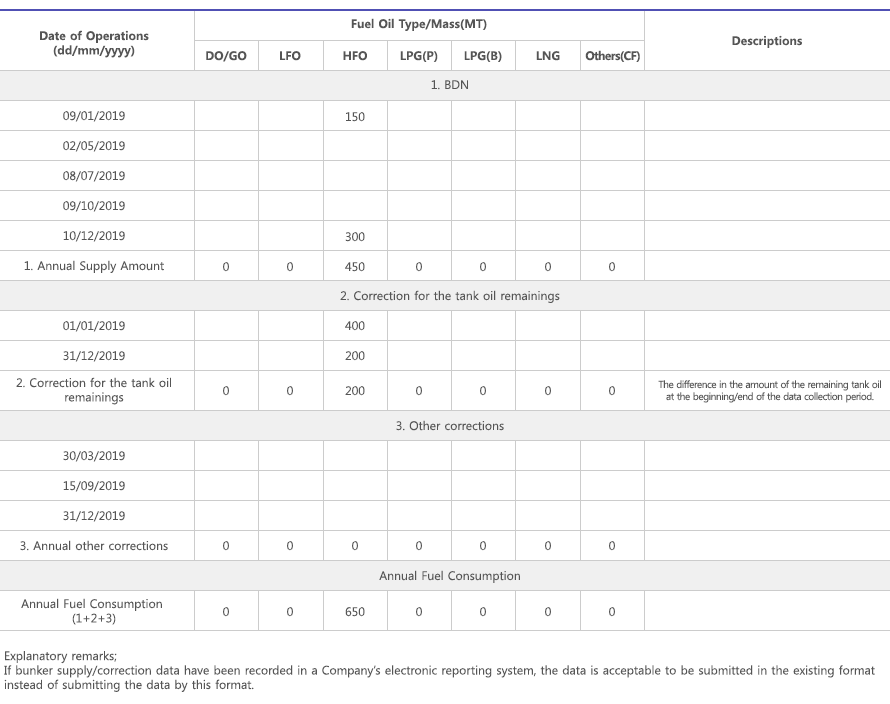 Date of Operations
(dd/mm/yyyy)
Fuel Oil Type/Mass(MT)
Descriptions
DO/GO LFO HFO LPG(P) LPG(B) LNG Others(CF)
1. BDN
09/01/2019 150
02/05/2019
08/07/2019
09/10/2019
10/12/2019 300
1. Annual Supply Amount 0 0 450 0 0 0 0
2. Correction for the tank oil remainings
01/01/2019 400
31/12/2019 200
2. Correction for the tank oil
remainings
0 0 200 0 0 0 0
The difference in the amount of the remaining tank oil
at the beginning/end of the data collection period.
3. Other corrections
30/03/2019
15/09/2019
31/12/2019
3. Annual other corrections 0 0 0 0 0 0 0
Annual Fuel Consumption
Annual Fuel Consumption
(1+2+3)
0 0 650 0 0 0 0
Explanatory remarks;
If bunker supply/correction data have been recorded in a Company's electronic reporting system, the data is acceptable to be submitted in the existing format
instead of submitting the data by this format.